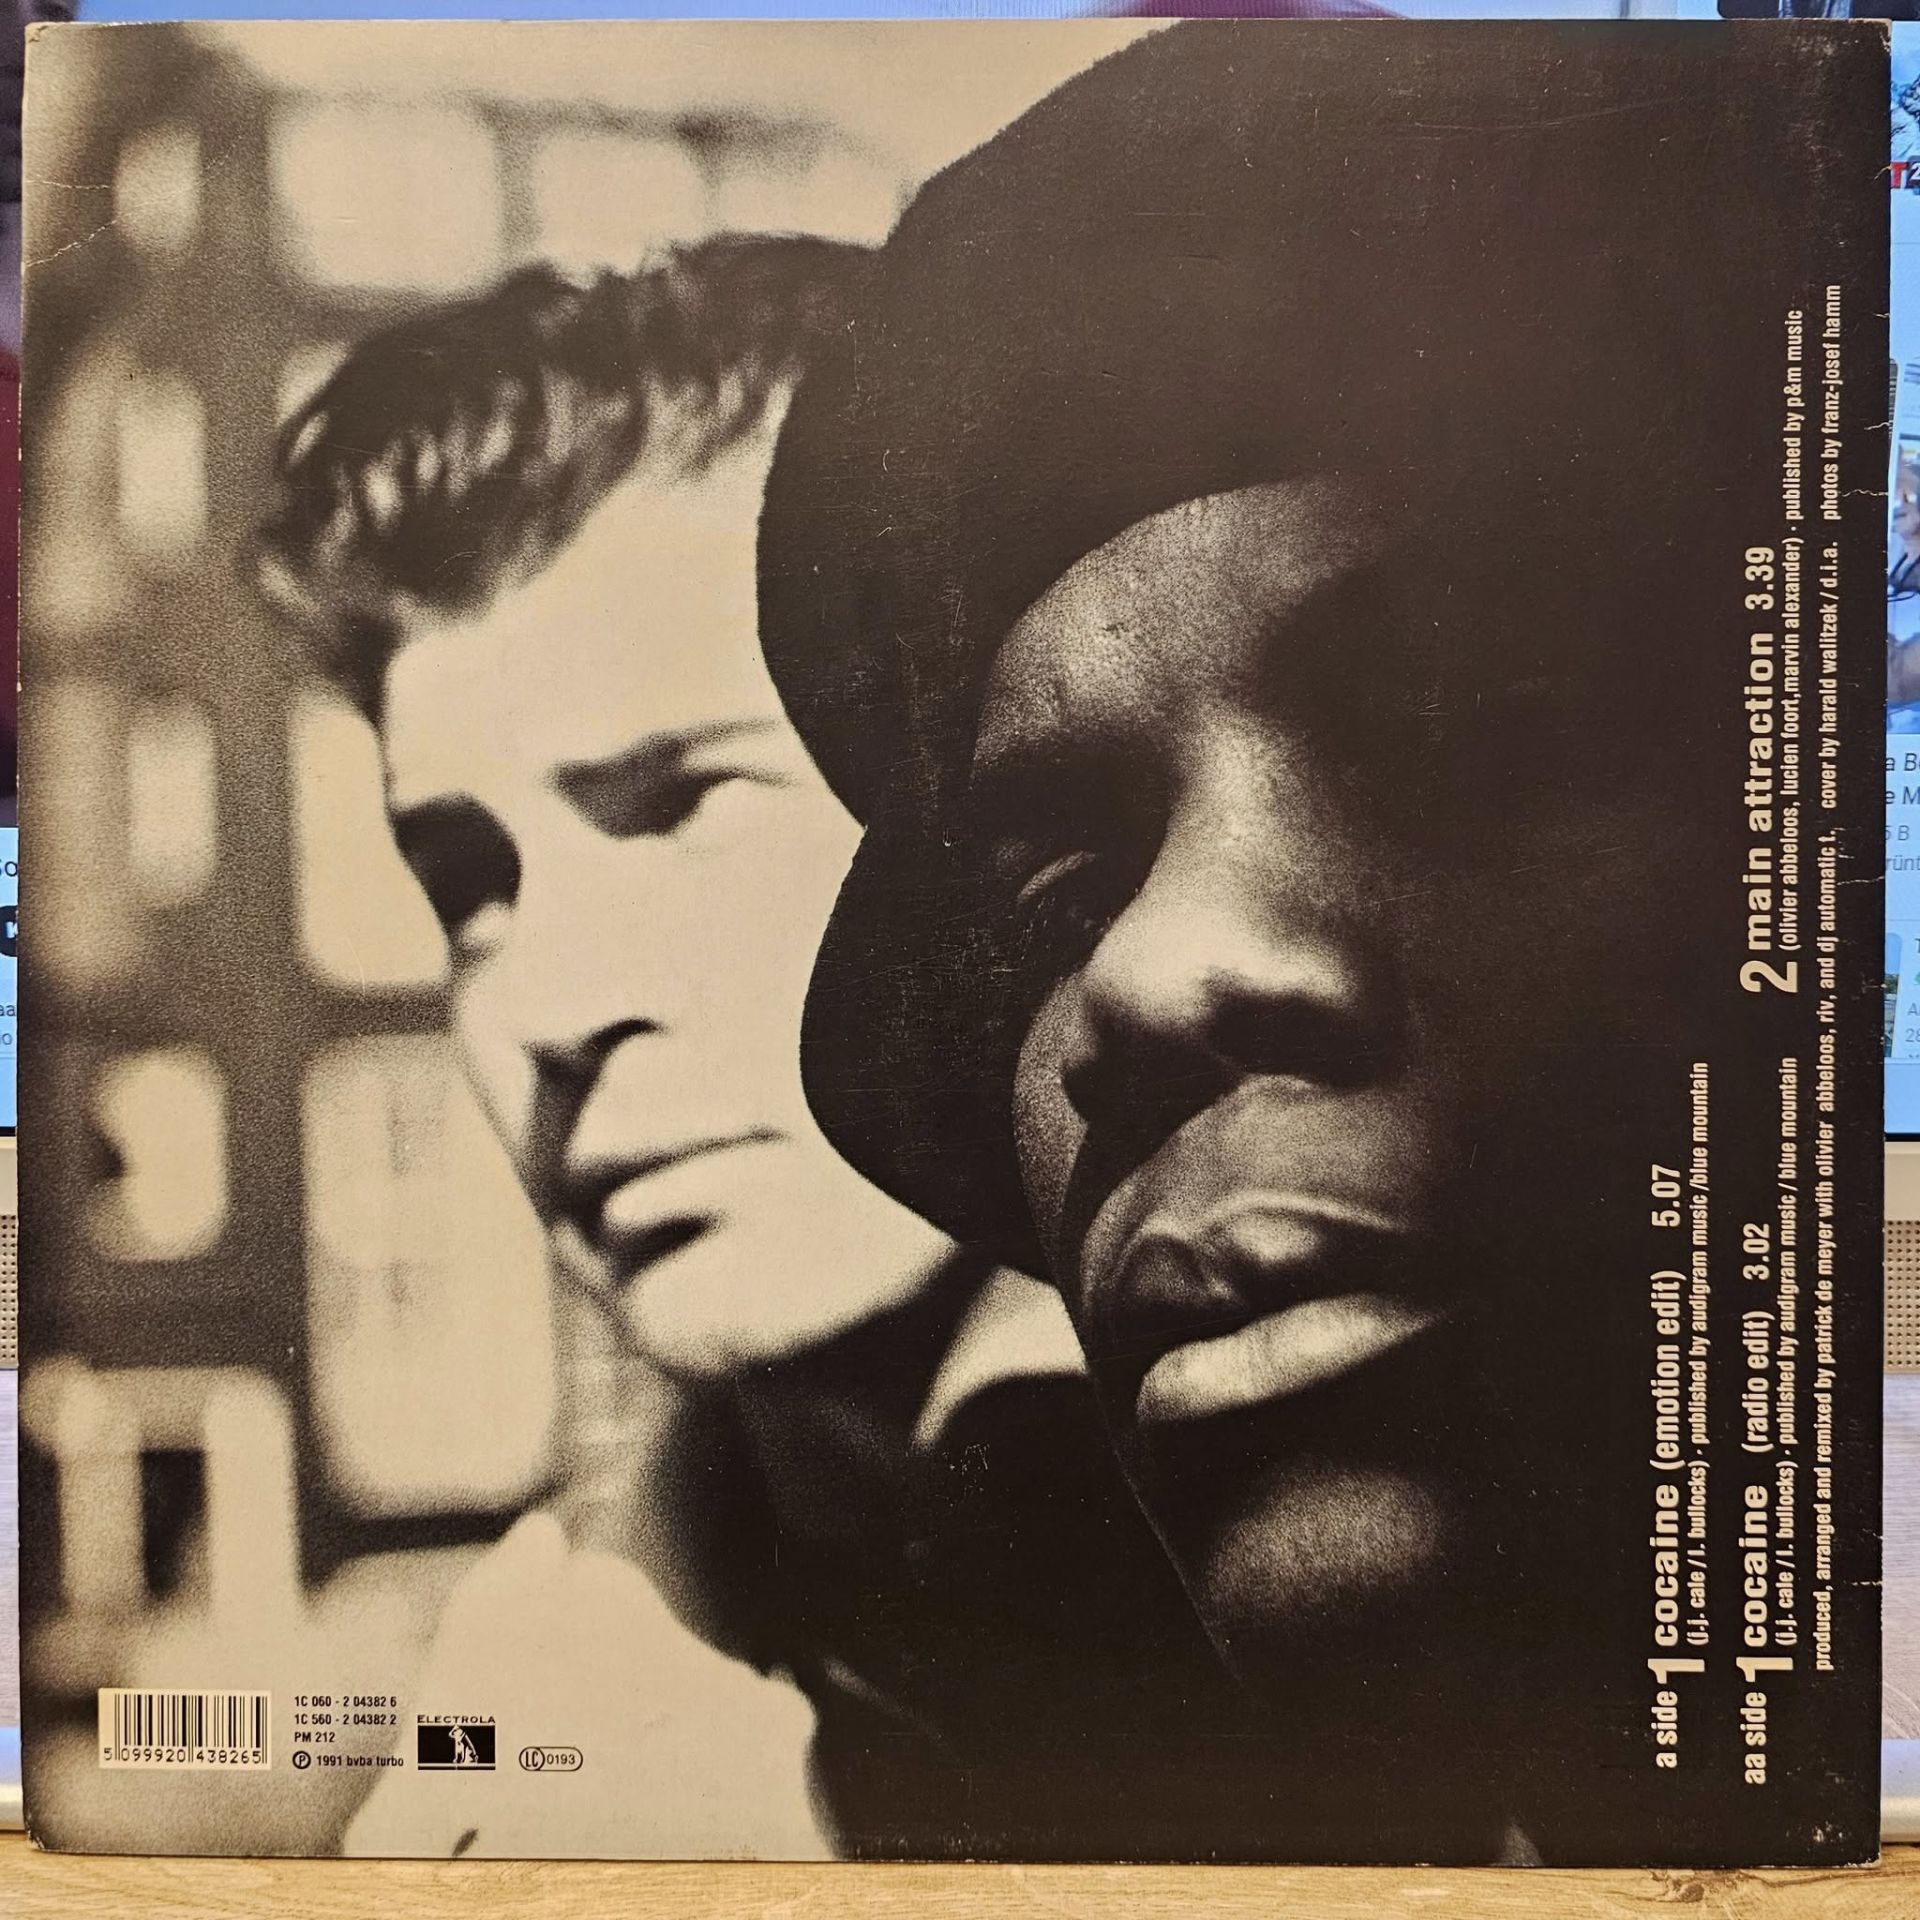 a side 1 cocaine (emotion edit) 5.07
(j.j. cale / l. bullocks) · published by audigram music /blue mountain
aa side 1 cocaine (radio edit) 3.02
(j.j. cale / l. bullocks) · published by audigram music / blue mountain
2 main attraction 3.39
(olivier abbeloos, lucien foort,marvin alexander) · published by p&m music
produced, arranged and remixed by patrick de meyer with olivier abbeloos, riv, and dj automatic t., cover by harald walitzek / d.i.a. photos by franz-josef hamm
5 099920 438265
1C 060 - 2 04382 6
1C 560 - 2 04382 2
PM 212
℗ 1991 bvba turbo
ELECTROLA
LC 0193